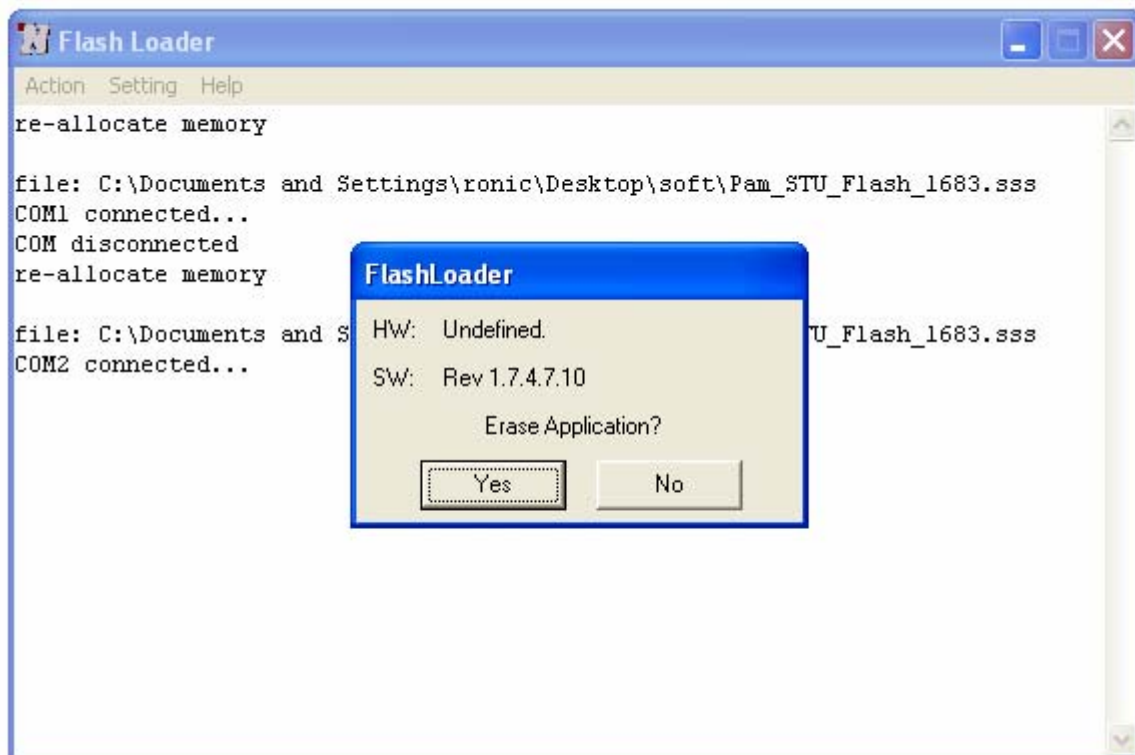 Flash Loader
Action Setting Help
re-allocate memory
file: C:\Documents and Settings\ronic\Desktop\soft\Pam_STU_Flash_1683.sss
COM1 connected...
COM disconnected
re-allocate memory
file: C:\Documents and S
U_Flash_1683.sss
COM2 connected...
FlashLoader
HW: Undefined.
SW: Rev 1.7.4.7.10
Erase Application?
Yes No